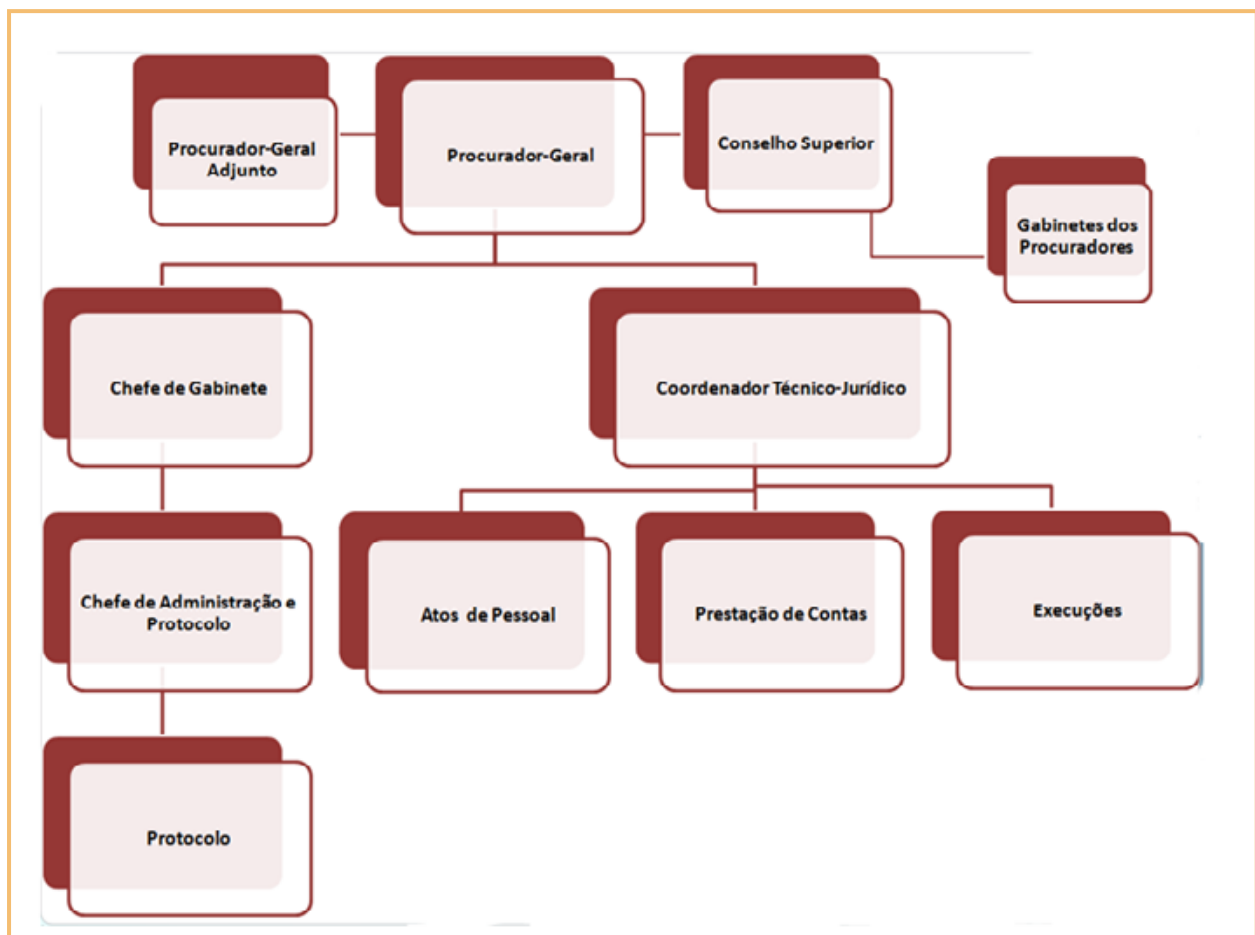 Procurador-Geral
Adjunto
Procurador-Geral
Conselho Superior
Gabinetes dos
Procuradores
Chefe de Gabinete
Coordenador Técnico-Jurídico
Chefe de Administração e
Protocolo
Atos de Pessoal
Prestação de Contas
Execuções
Protocolo